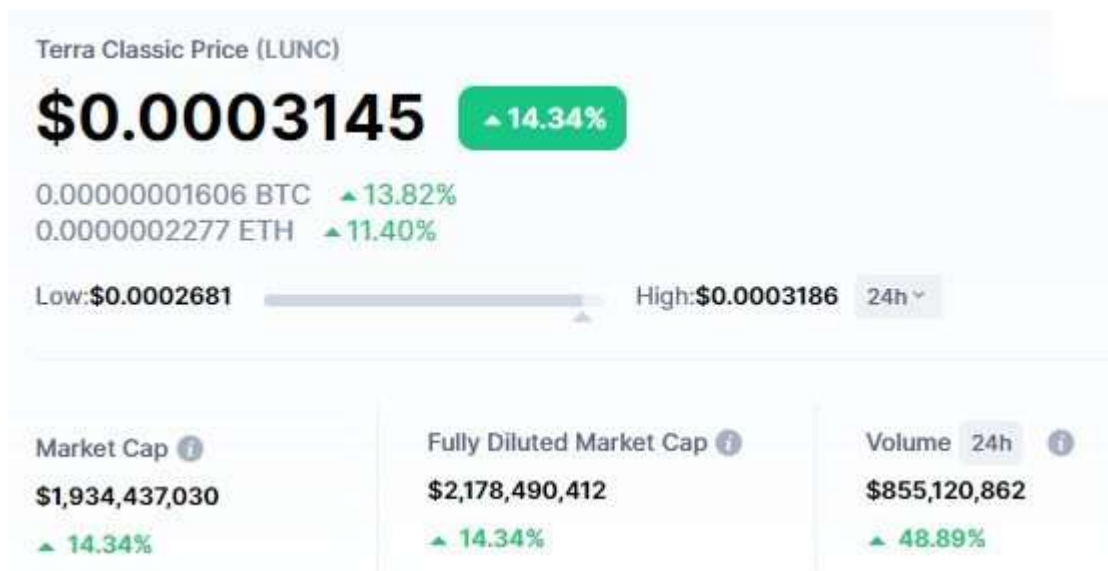 Terra Classic Price (LUNC)
$0.0003145 14.34%
0.00000001606 BTC 13.82%
0.0000002277 ETH 11.40%
Low:$0.0002681 High:$0.0003186 24h
Market Cap Fully Diluted Market Cap Volume 24h
$1,934,437,030 $2,178,490,412 $855,120,862
14.34% 14.34% 48.89%